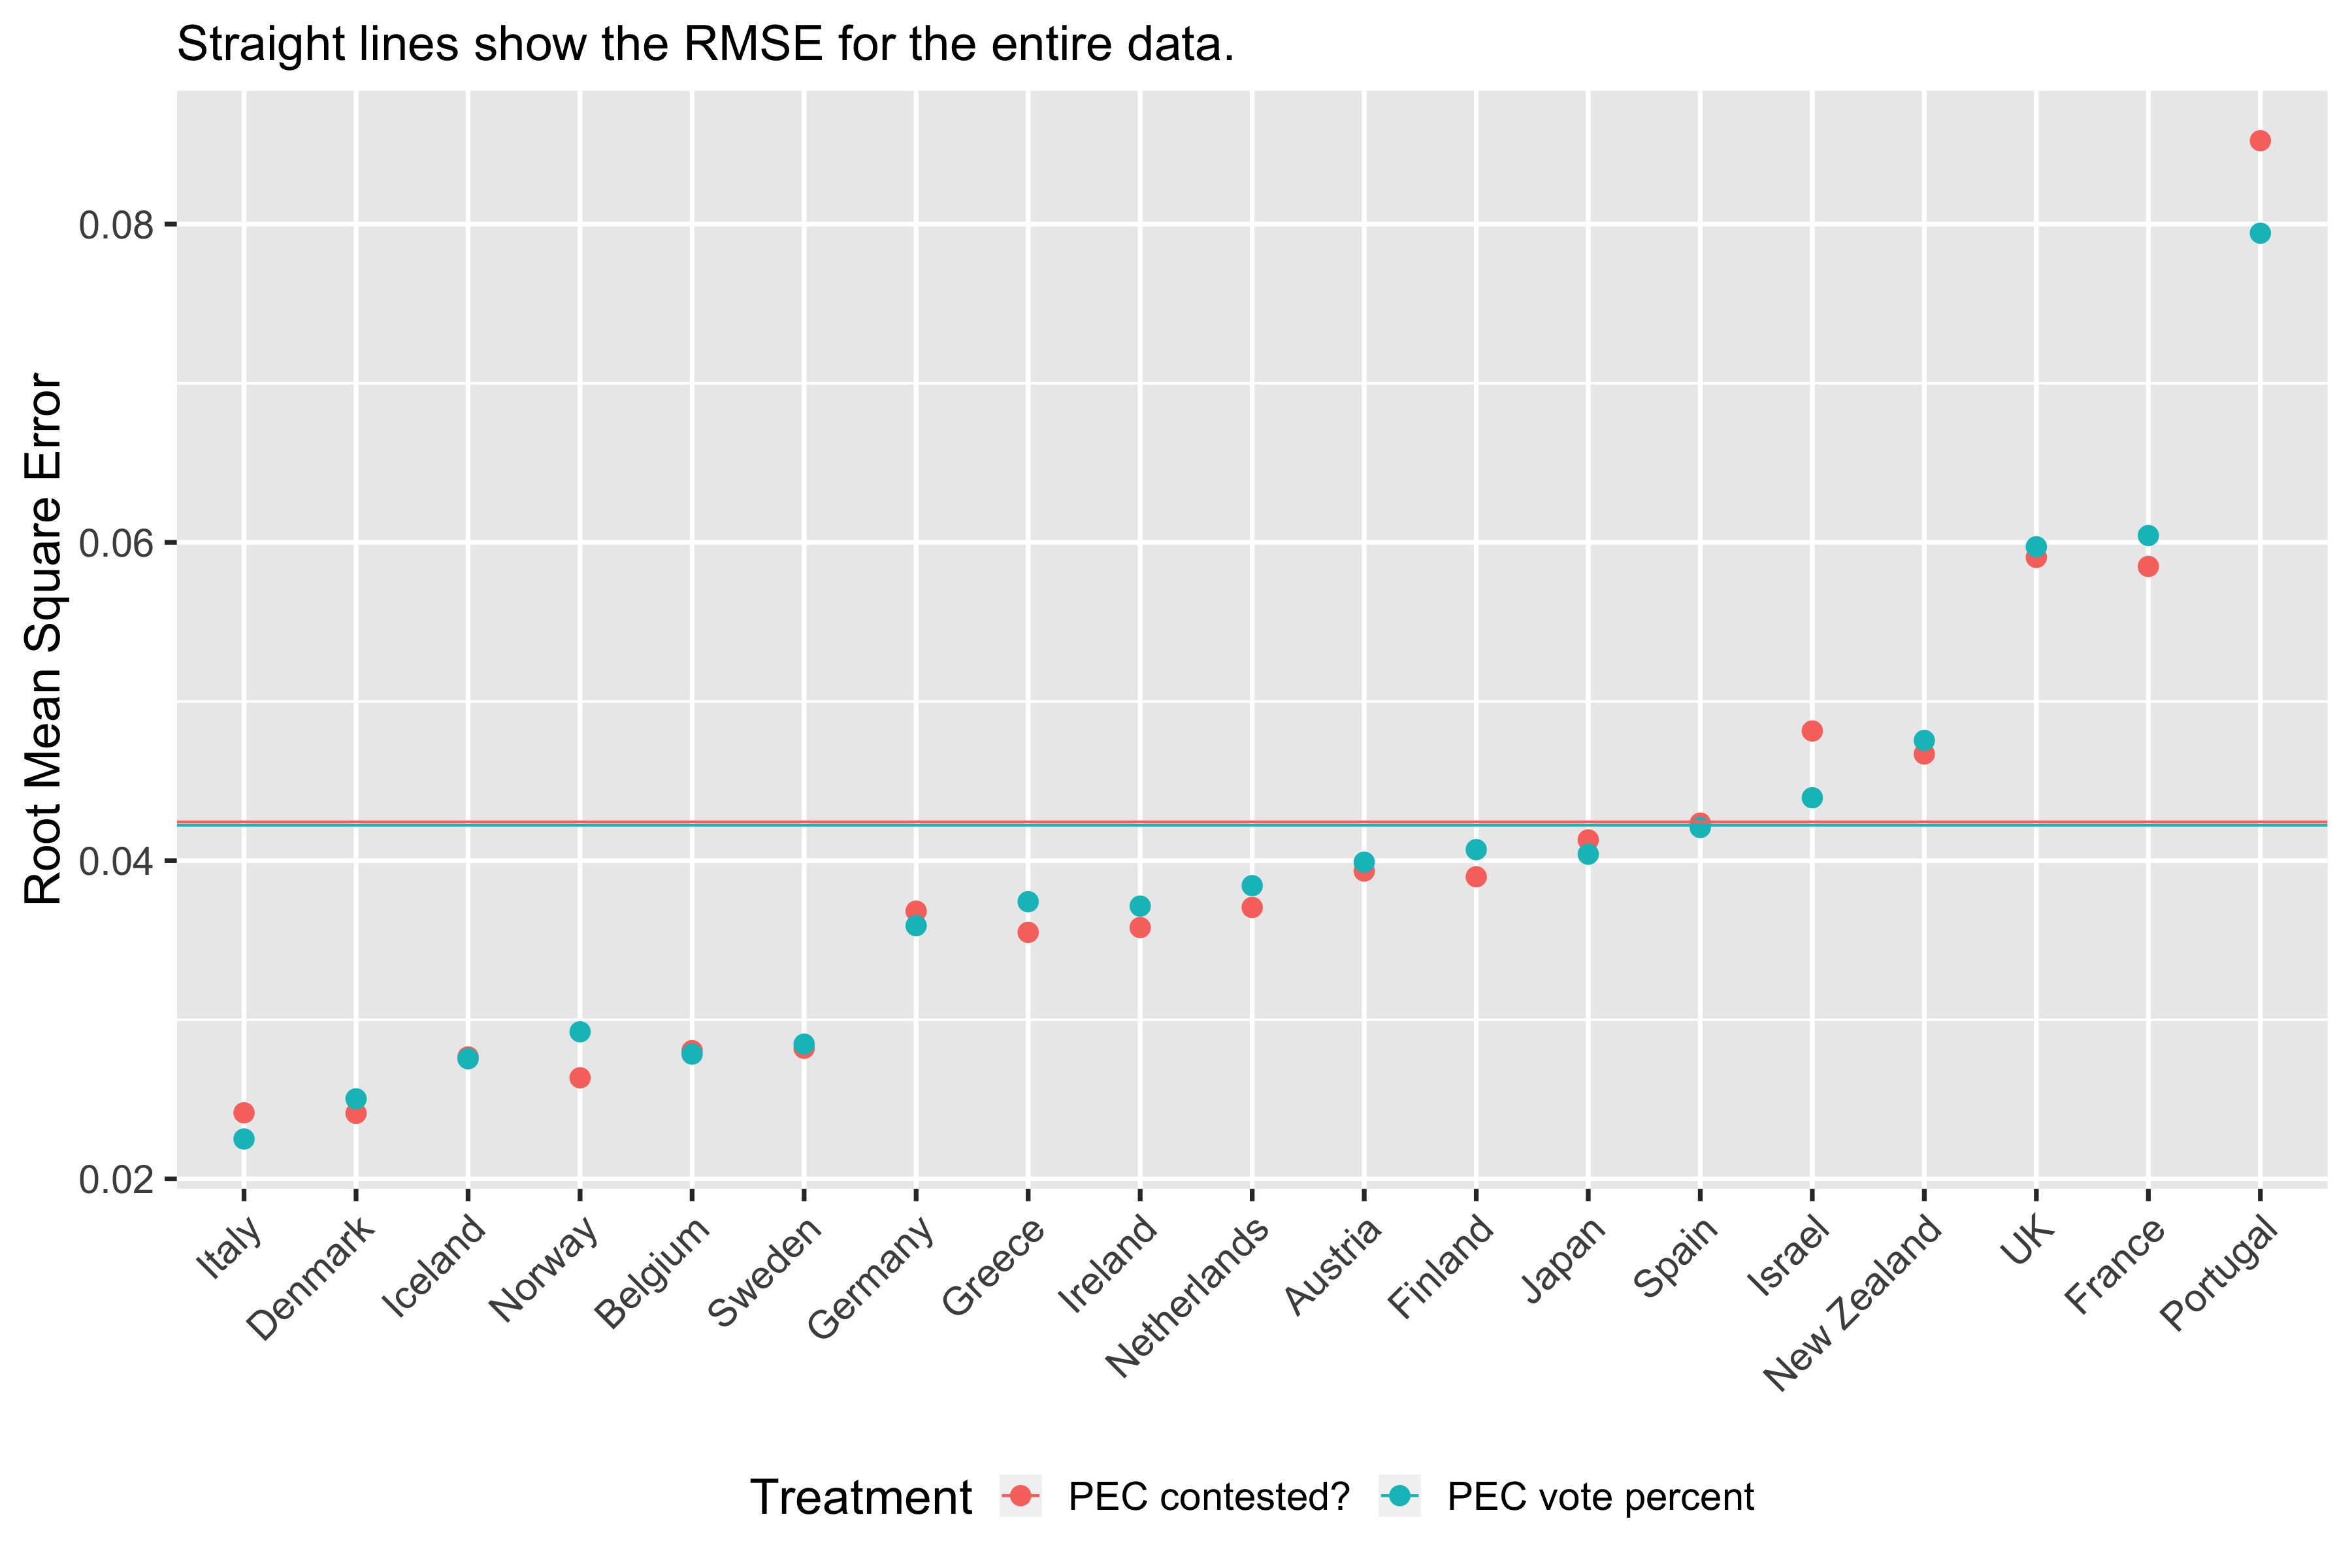 Straight lines show the RMSE for the entire data.
Root Mean Square Error
0.08
0.06
0.04
0.02
Italy
Denmark
Iceland
Norway
Belgium
Sweden
Germany
Greece
Ireland
Netherlands
Austria
Finland
Japan
Spain
Israel
New Zealand
UK
France
Portugal
Treatment PEC contested? PEC vote percent